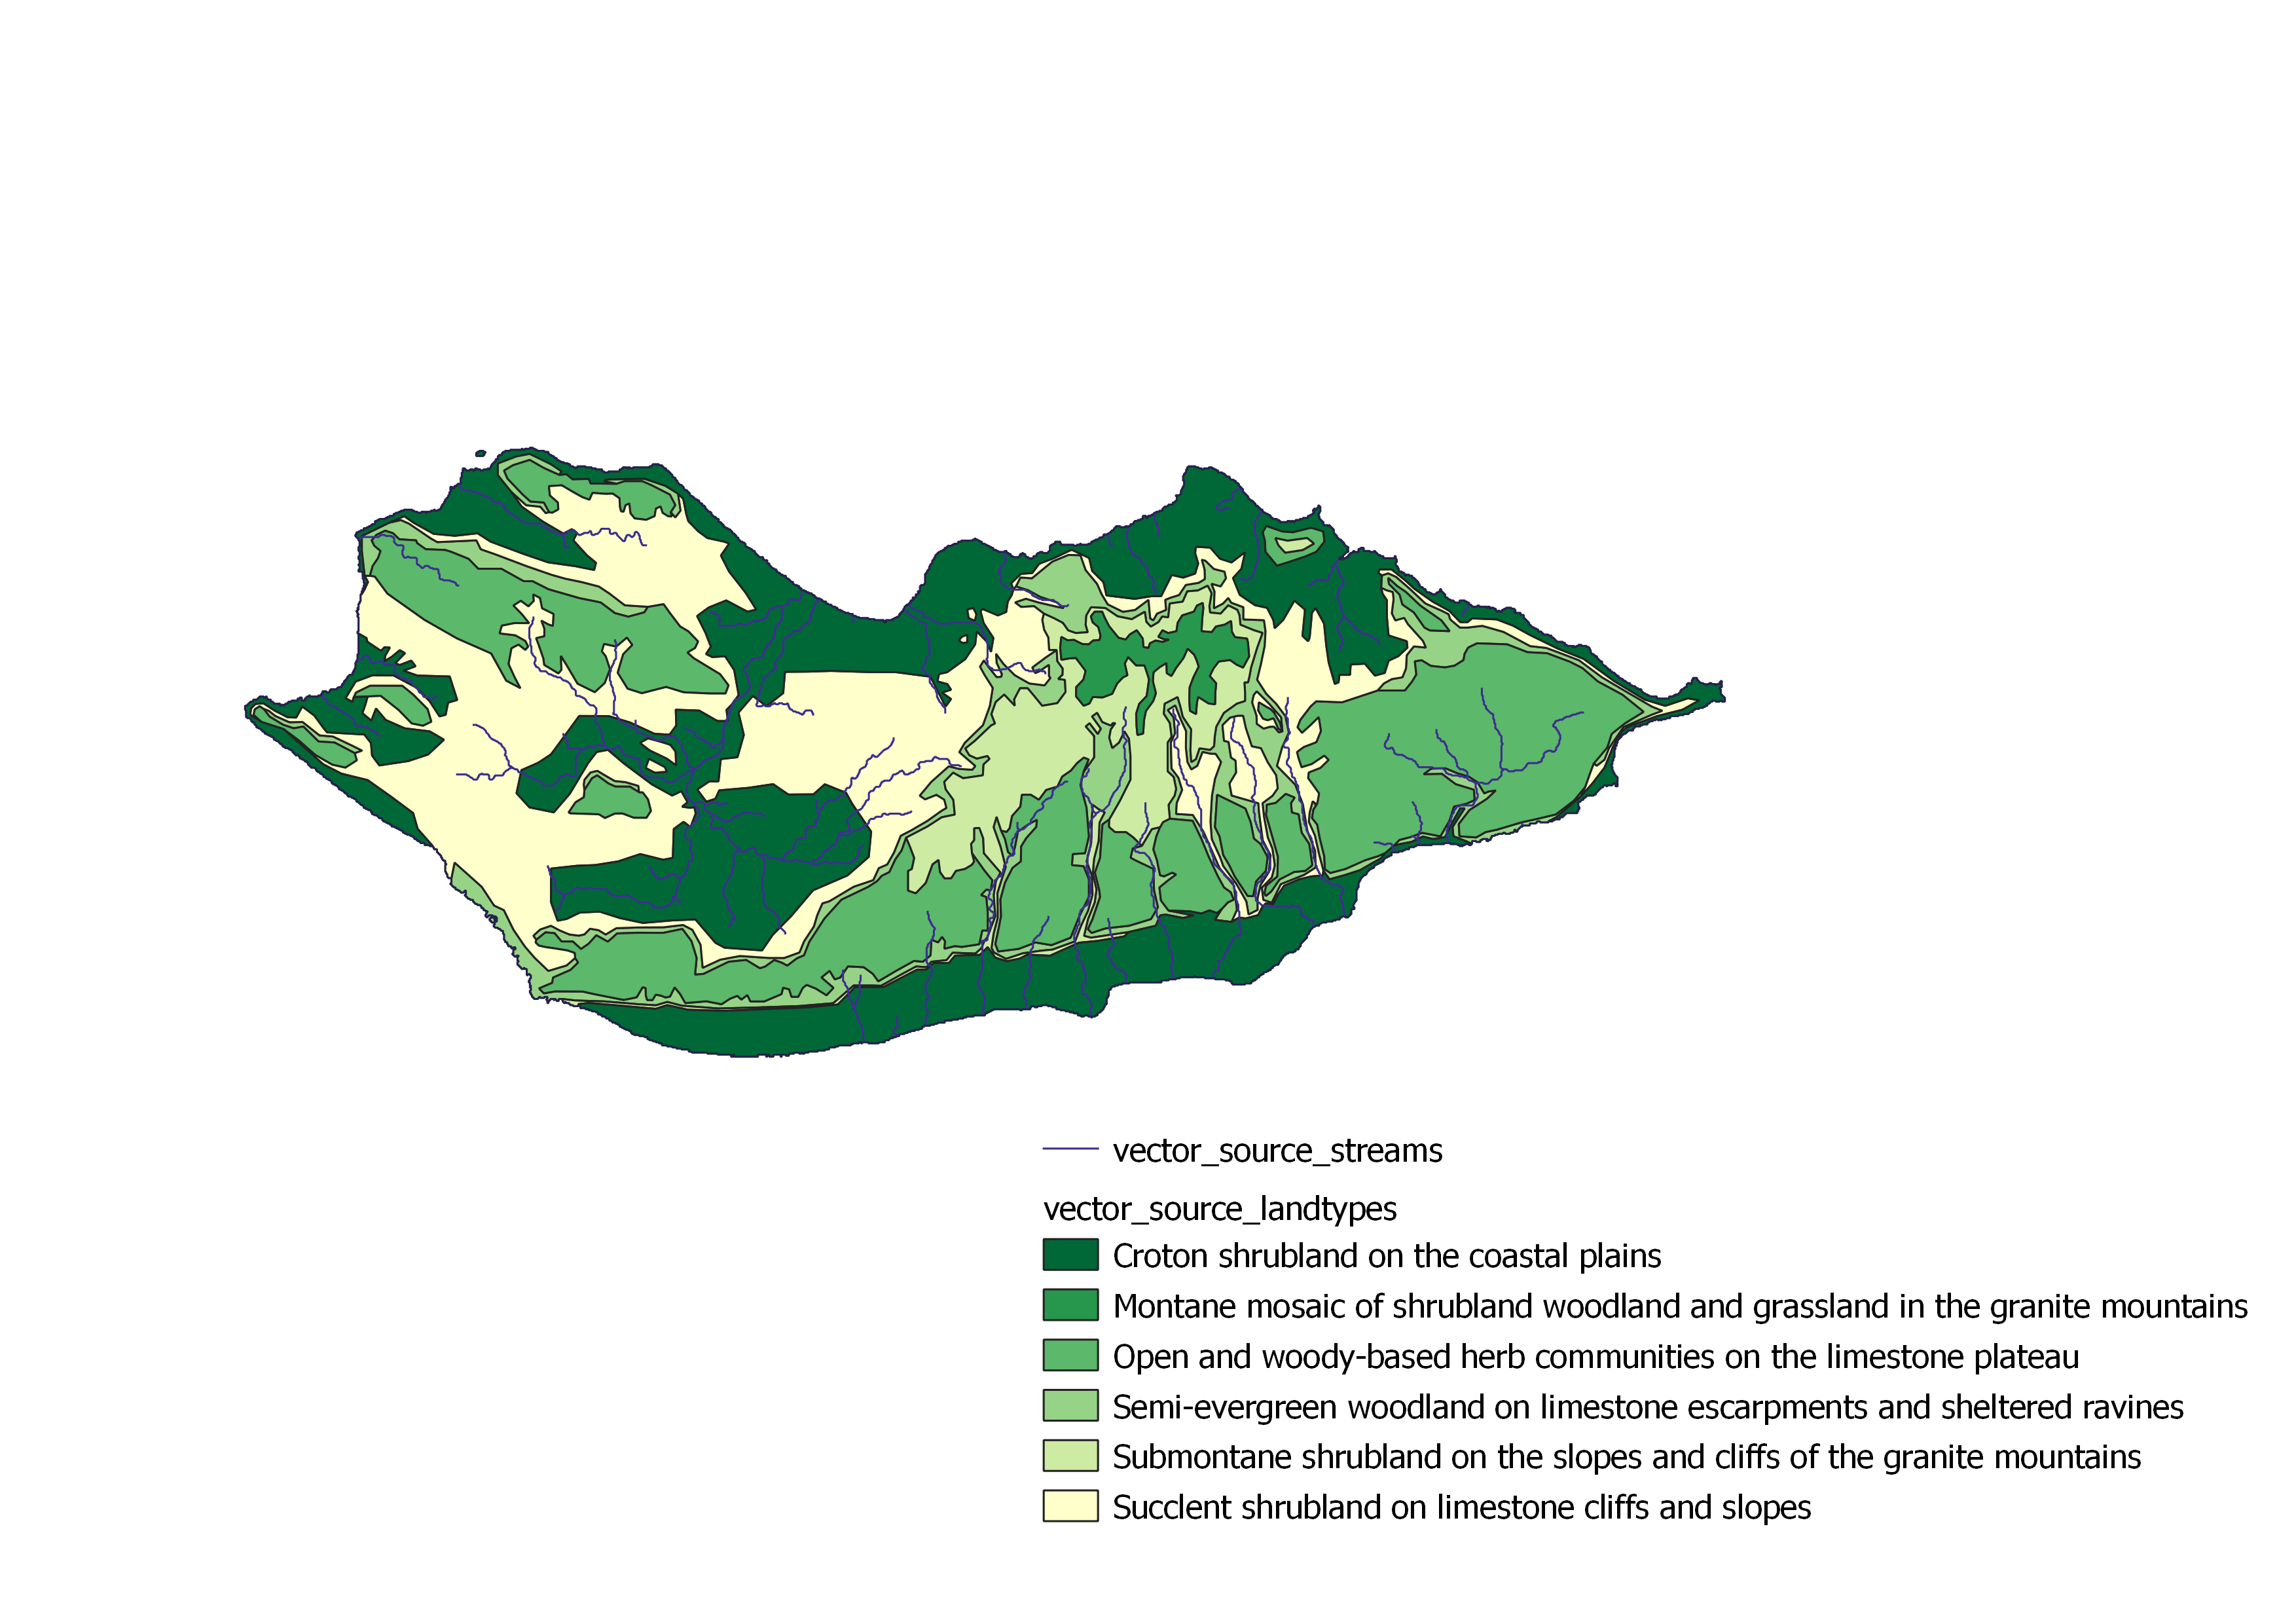 vector_source_streams
vector_source_landtypes
Croton shrubland on the coastal plains
Montane mosaic of shrubland woodland and grassland in the granite mountains
Open and woody-based herb communities on the limestone plateau
Semi-evergreen woodland on limestone escarpments and sheltered ravines
Submontane shrubland on the slopes and cliffs of the granite mountains
Succlent shrubland on limestone cliffs and slopes